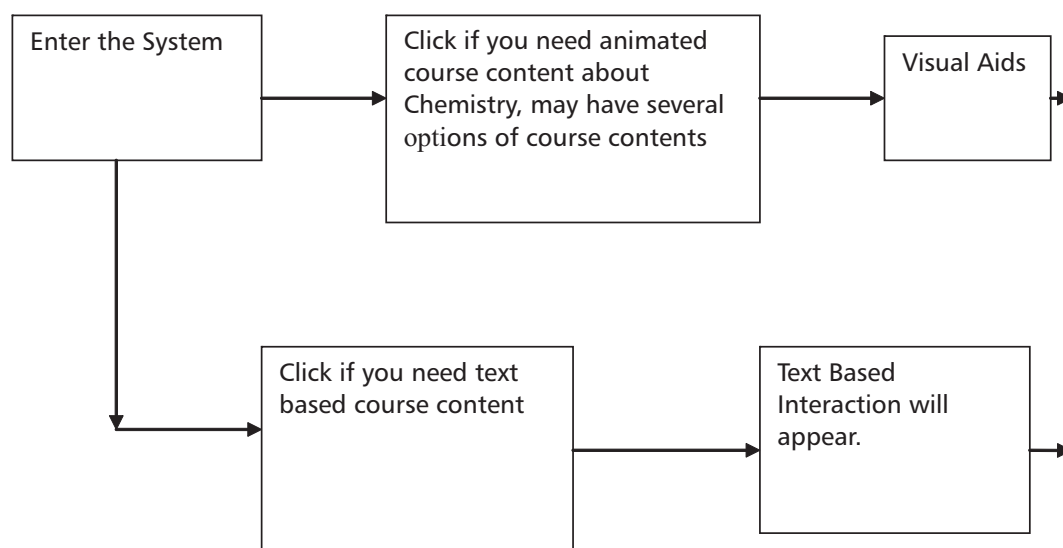 Enter the System
Click if you need animated
course content about
Chemistry, may have several
options of course contents
Visual Aids
Click if you need text
based course content
Text Based
Interaction will
appear.